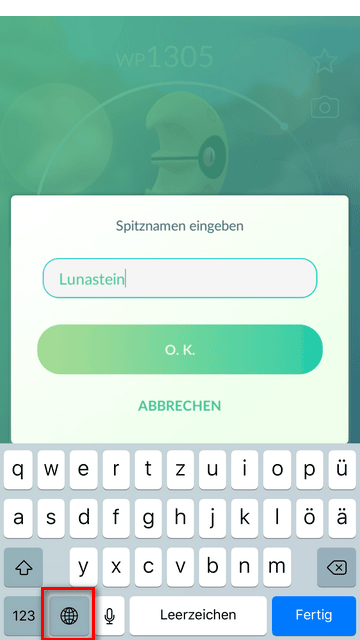 WP1305
Spitznamen eingeben
Lunastein
O. K.
ABBRECHEN
q w e r t z u i o p ü
a s d f g h j k l ö ä
y x c v b n m
123 Leerzeichen Fertig